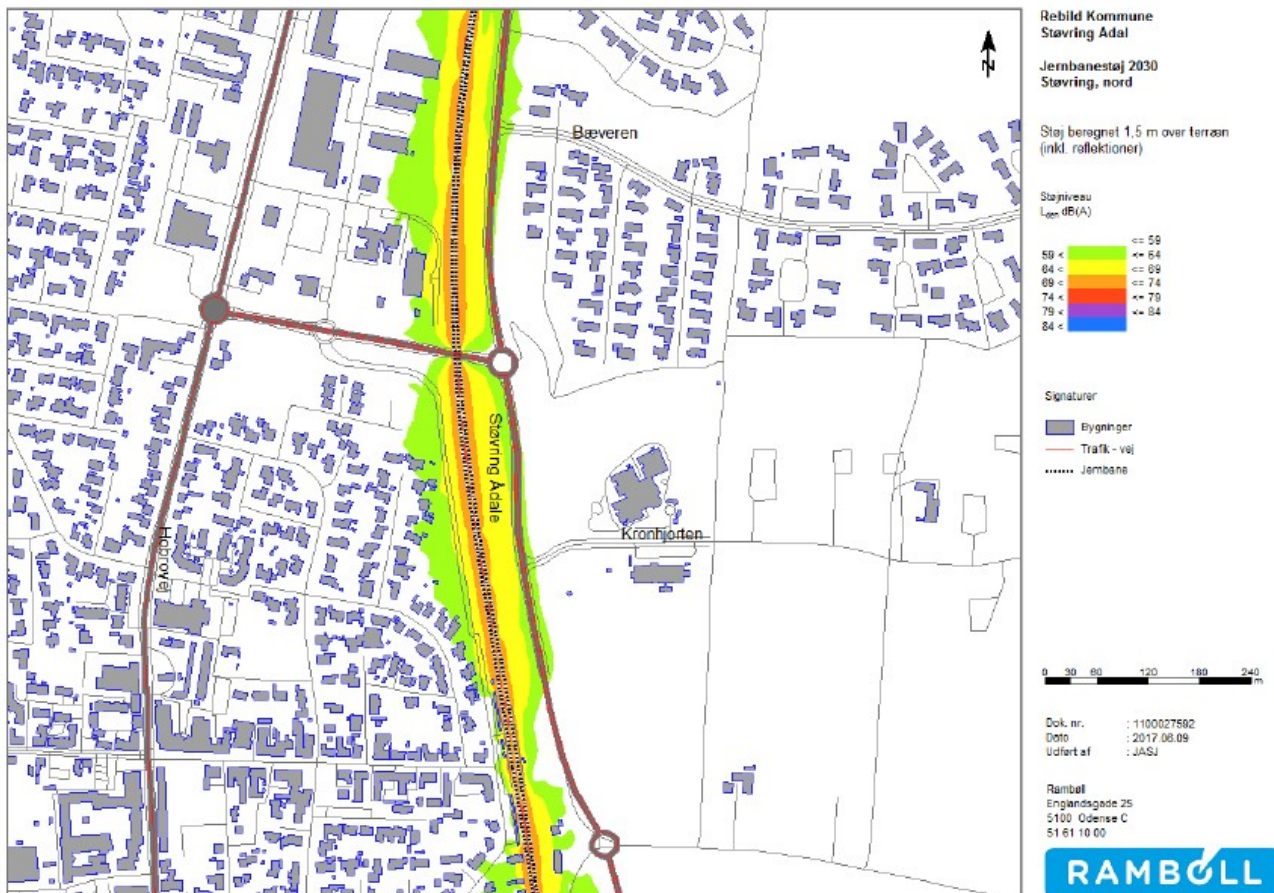 Rebild Kommune
Støvring Ådal
Jernbanestøj 2030
Støvring, nord
Støj beregnet 1,5 m over terræn
(inkl. reflektioner)
Støjniveau
Lden dB(A)
<= 59
59 < <= 64
64 < <= 69
69 < <= 74
74 < <= 79
79 < <= 84
84 <
Signaturer
Bygninger
Trafik - vej
Jernbane
0 30 60 120 180 240
m
Dok. nr. : 1100027592
Dato : 2017.06.09
Udført af : JASJ
Rambøll
Englandsgade 25
5100 Odense C
51 61 10 00
RAMBOLL
N
Bæveren
Støvring Ådale
Kronhjorten
Hobrovej